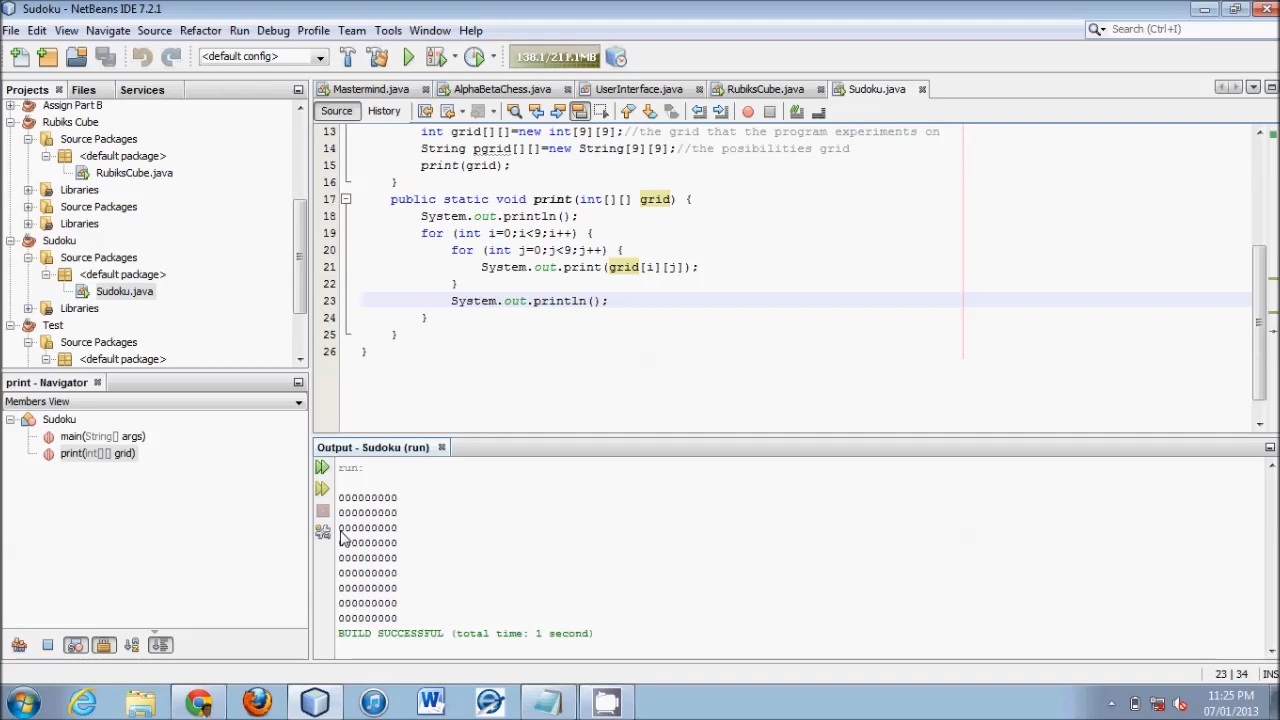 Sudoku - NetBeans IDE 7.2.1
File Edit View Navigate Source Refactor Run Debug Profile Team Tools Window Help
Search (Ctrl+I)
<default config>
138.1/211.1MB
Projects Files Services
Assign Part B
Rubiks Cube
Source Packages
<default package>
RubiksCube.java
Libraries
Source Packages
Libraries
Sudoku
Source Packages
<default package>
Sudoku.java
Libraries
Test
Source Packages
<default package>
print - Navigator
Members View
Sudoku
main(String[] args)
print(int[][] grid)
Mastermind.java AlphaBetaChess.java UserInterface.java RubiksCube.java Sudoku.java
Source History
13 int grid[][]=new int[9][9];//the grid that the program experiments on
14 String pgrid[][]=new String[9][9];//the posibilities grid
15 print(grid);
16 }
17 public static void print(int[][] grid) {
18 System.out.println();
19 for (int i=0;i<9;i++) {
20 for (int j=0;j<9;j++) {
21 System.out.print(grid[i][j]);
22 }
23 System.out.println();
24 }
25 }
26 }
Output - Sudoku (run)
run:
000000000
000000000
000000000
000000000
000000000
000000000
000000000
000000000
000000000
BUILD SUCCESSFUL (total time: 1 second)
23 | 34 INS
11:25 PM
07/01/2013